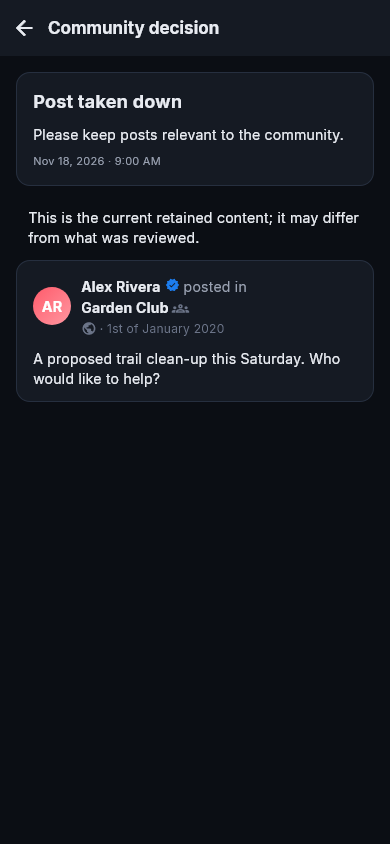 Community decision
Post taken down
Please keep posts relevant to the community.
Nov 18, 2026 · 9:00 AM
This is the current retained content; it may differ
from what was reviewed.
AR
Alex Rivera posted in
Garden Club
· 1st of January 2020
A proposed trail clean-up this Saturday. Who
would like to help?